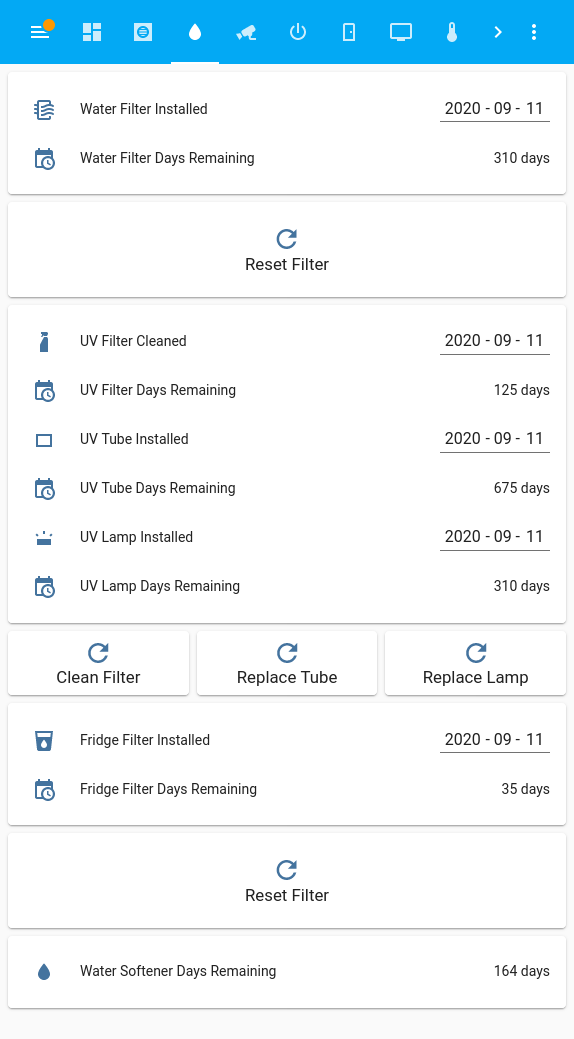 Water Filter Installed 2020 - 09 - 11
Water Filter Days Remaining 310 days
Reset Filter
UV Filter Cleaned 2020 - 09 - 11
UV Filter Days Remaining 125 days
UV Tube Installed 2020 - 09 - 11
UV Tube Days Remaining 675 days
UV Lamp Installed 2020 - 09 - 11
UV Lamp Days Remaining 310 days
Clean Filter Replace Tube Replace Lamp
Fridge Filter Installed 2020 - 09 - 11
Fridge Filter Days Remaining 35 days
Reset Filter
Water Softener Days Remaining 164 days